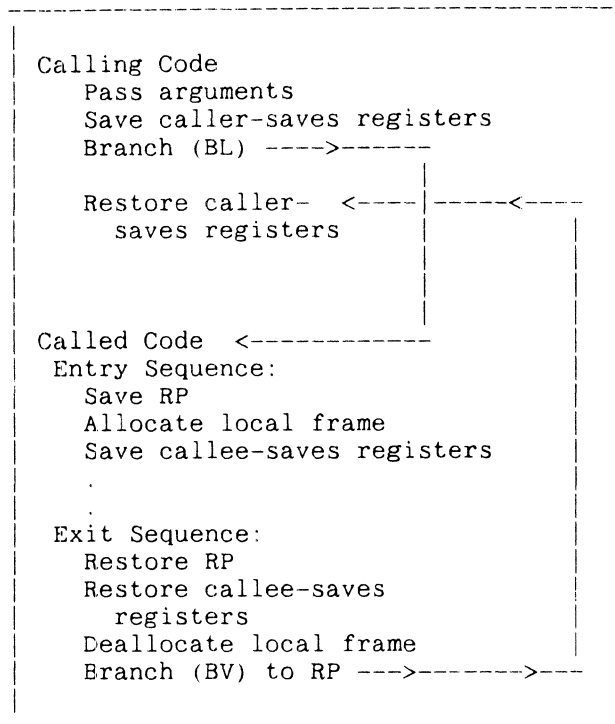 Calling Code
Pass arguments
Save caller-saves registers
Branch (BL) ---->------
Restore caller- <----|-----<----
saves registers
Called Code <------------
Entry Sequence:
Save RP
Allocate local frame
Save callee-saves registers
.
.
Exit Sequence:
Restore RP
Restore callee-saves
registers
Deallocate local frame
Branch (BV) to RP --->------->---